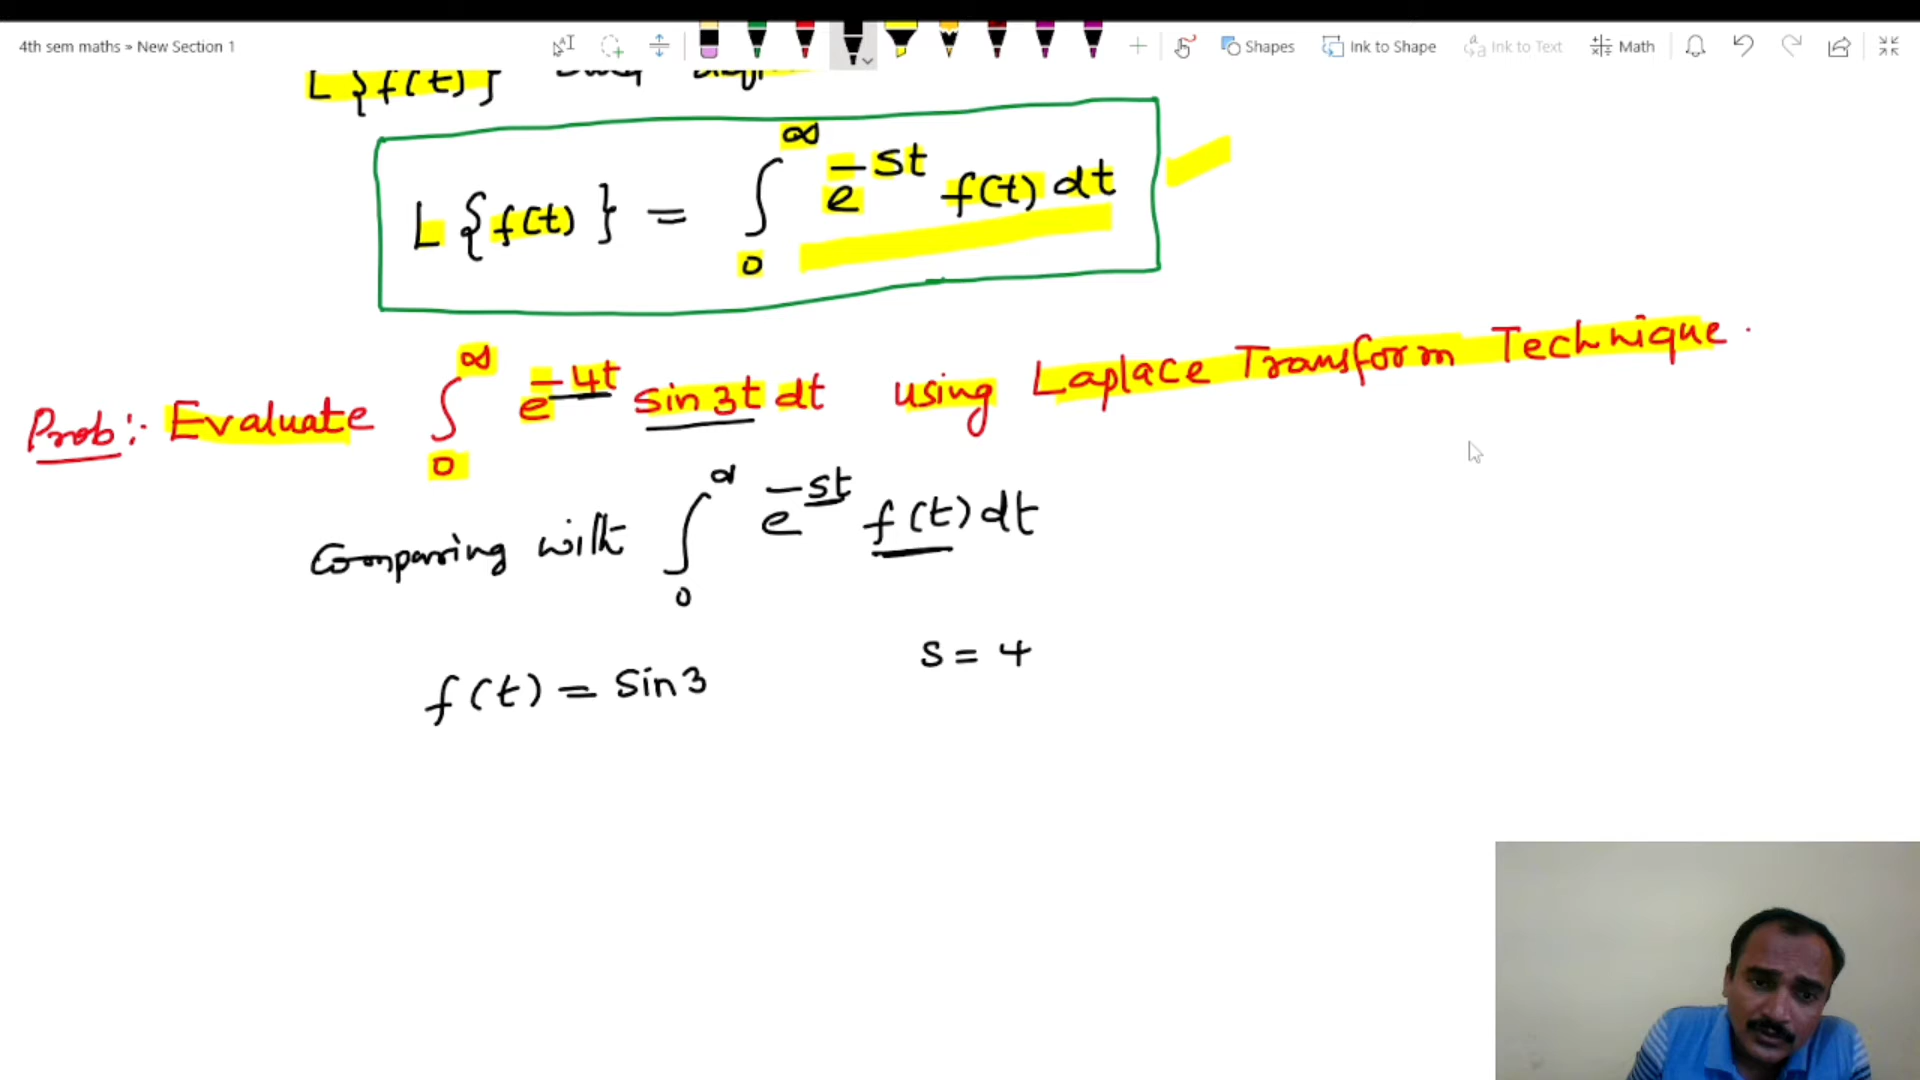 4th sem maths » New Section 1
Shapes Ink to Shape Ink to Text Math
L{f(t)}
L{f(t)} = ∫₀^∞ e^-st f(t) dt
Prob:- Evaluate ∫₀^∞ e^-4t sin 3t dt using Laplace Transform Technique.
Comparing with ∫₀^∞ e^-st f(t) dt
f(t) = sin 3 s = 4